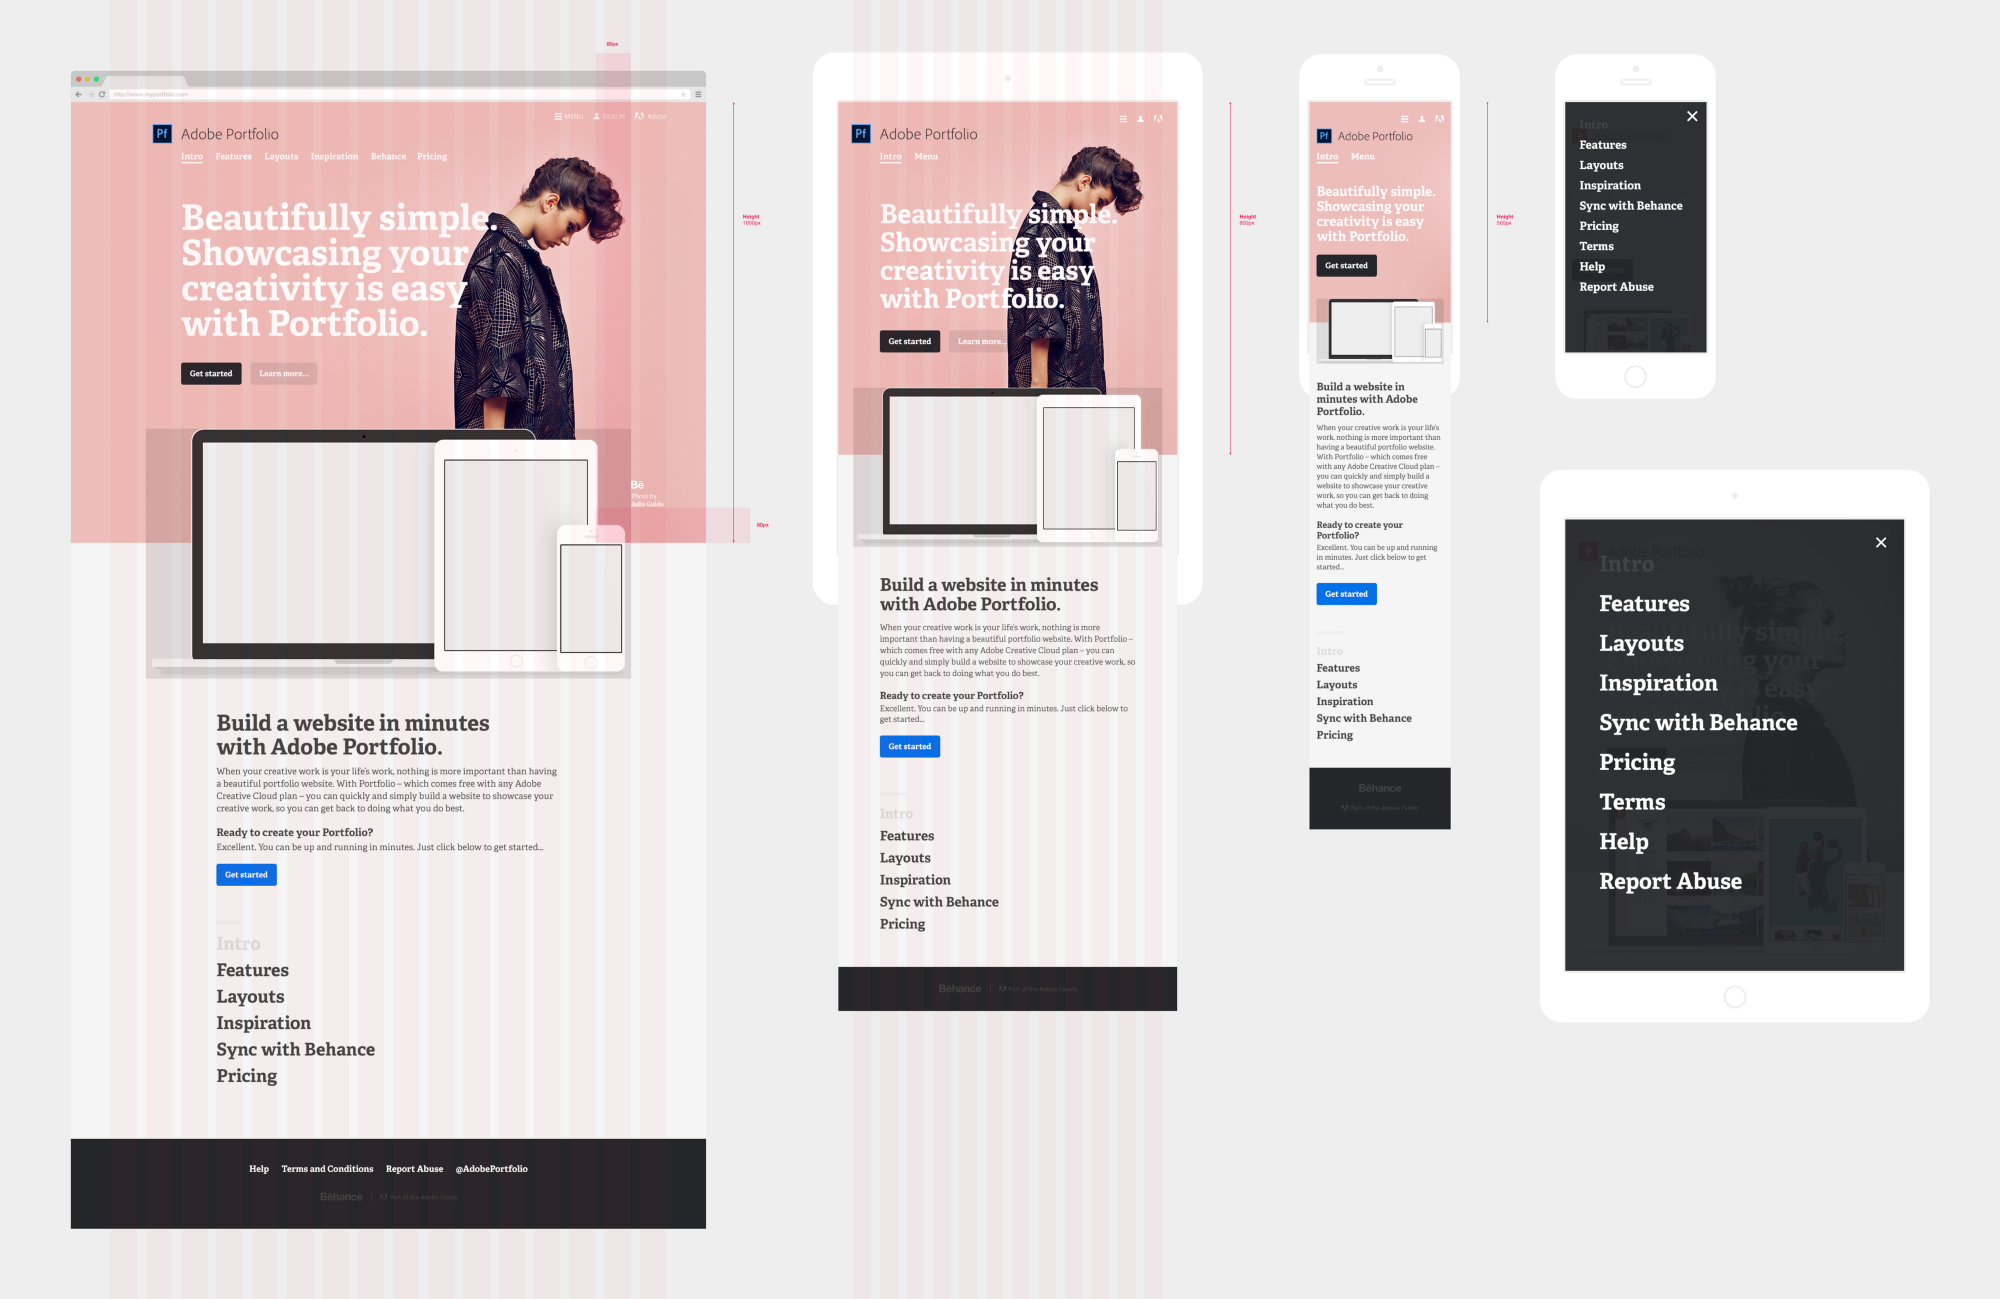 80px
http://www.myportfolio.com
MENU SIGN IN Adobe
Pf Adobe Portfolio
Intro Features Layouts Inspiration Behance Pricing
Beautifully simple.
Showcasing your
creativity is easy
with Portfolio.
Get started Learn more...
Bē
Photo by
Julia Galdo
Height
1000px
80px
Build a website in minutes
with Adobe Portfolio.
When your creative work is your life's work, nothing is more important than having
a beautiful portfolio website. With Portfolio – which comes free with any Adobe
Creative Cloud plan – you can quickly and simply build a website to showcase your
creative work, so you can get back to doing what you do best.
Ready to create your Portfolio?
Excellent. You can be up and running in minutes. Just click below to get started...
Get started
Intro
Features
Layouts
Inspiration
Sync with Behance
Pricing
Help Terms and Conditions Report Abuse @AdobePortfolio
Bēhance Part of the Adobe Family
Pf Adobe Portfolio
Intro Menu
Beautifully simple.
Showcasing your
creativity is easy
with Portfolio.
Get started Learn more...
Height
800px
Build a website in minutes
with Adobe Portfolio.
When your creative work is your life's work, nothing is more
important than having a beautiful portfolio website. With Portfolio –
which comes free with any Adobe Creative Cloud plan – you can
quickly and simply build a website to showcase your creative work, so
you can get back to doing what you do best.
Ready to create your Portfolio?
Excellent. You can be up and running in minutes. Just click below to
get started...
Get started
Intro
Features
Layouts
Inspiration
Sync with Behance
Pricing
Bēhance Part of the Adobe Family
Pf Adobe Portfolio
Intro Menu
Beautifully simple.
Showcasing your
creativity is easy
with Portfolio.
Get started
Height
500px
Build a website in
minutes with Adobe
Portfolio.
When your creative work is your life's
work, nothing is more important than
having a beautiful portfolio website.
With Portfolio – which comes free
with any Adobe Creative Cloud plan –
you can quickly and simply build a
website to showcase your creative
work, so you can get back to doing
what you do best.
Ready to create your
Portfolio?
Excellent. You can be up and running
in minutes. Just click below to get
started...
Get started
Intro
Features
Layouts
Inspiration
Sync with Behance
Pricing
Bēhance
Part of the Adobe Family
Intro
Features
Layouts
Inspiration
Sync with Behance
Pricing
Terms
Help
Report Abuse
Adobe Portfolio
Intro
Features
Layouts
Inspiration
Sync with Behance
Pricing
Terms
Help
Report Abuse